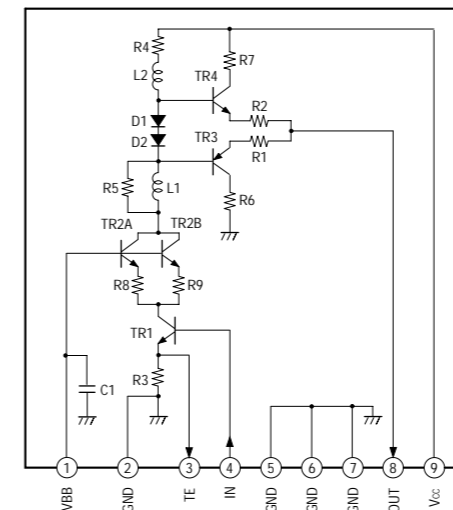 R4
R7
L2
TR4
R2
D1
D2
TR3
R1
R5
L1
R6
TR2A
TR2B
R8
R9
TR1
C1
R3
1
2
3
4
5
6
7
8
9
VBB
GND
TE
IN
GND
GND
GND
OUT
Vcc